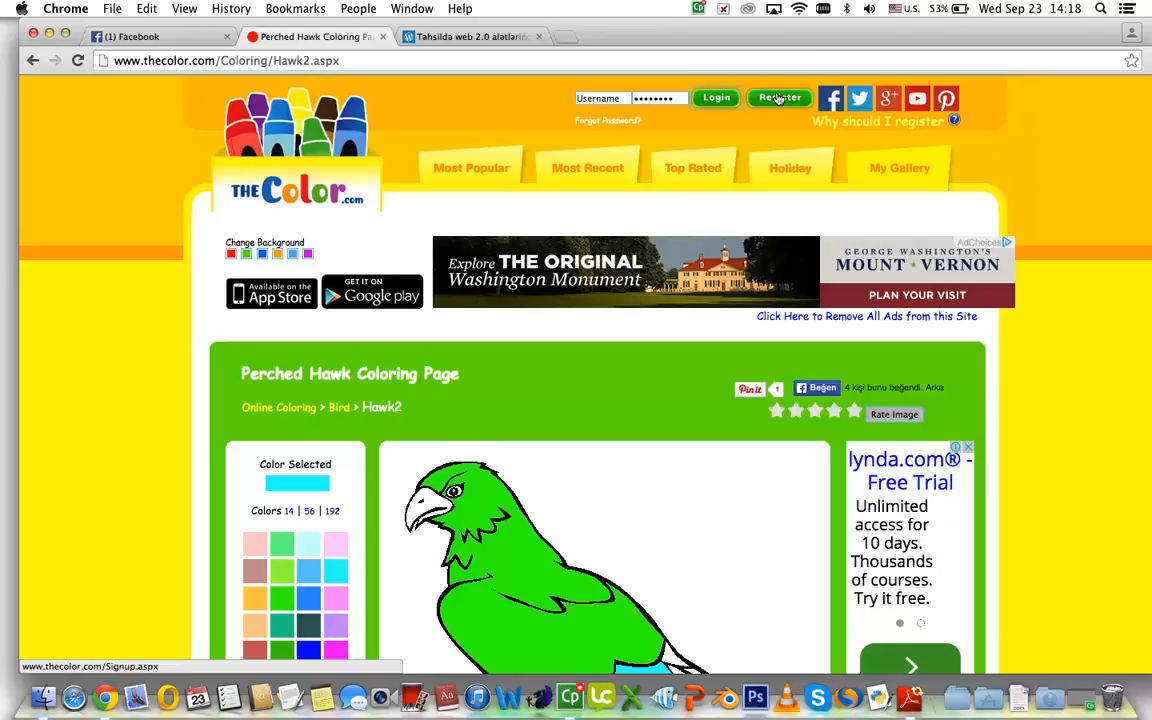 Chrome File Edit View History Bookmarks People Window Help U.S. 53% Wed Sep 23 14:18
(1) Facebook Perched Hawk Coloring Pa Təhsildə web 2.0 alətlərin
www.thecolor.com/Coloring/Hawk2.aspx
Username •••••••• Login Register
Forgot Password? Why should I register ?
Most Popular Most Recent Top Rated Holiday My Gallery
THE Color.com
Change Background
Available on the App Store
GET IT ON Google play
Explore THE ORIGINAL
Washington Monument
AdChoices
GEORGE WASHINGTON'S
MOUNT ★ VERNON
PLAN YOUR VISIT
Click Here to Remove All Ads from this Site
Perched Hawk Coloring Page
Pin it 1 Beğen 4 kişi bunu beğendi. Arka
Online Coloring > Bird > Hawk2
Rate Image
Color Selected
Colors 14 | 56 | 192
lynda.com® -
Free Trial
Unlimited
access for
10 days.
Thousands
of courses.
Try it free.
www.thecolor.com/Signup.aspx